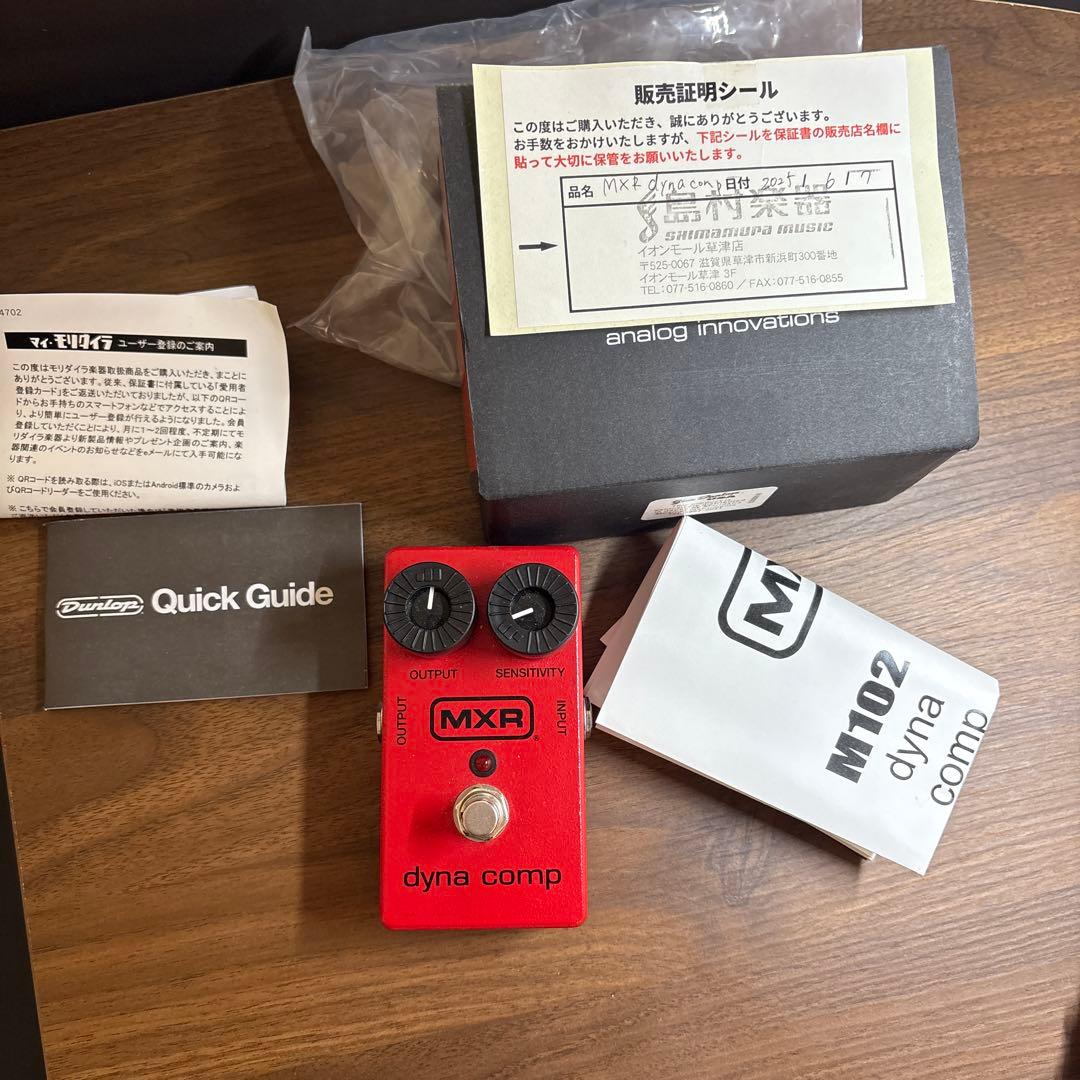 販売証明シール
この度はご購入いただき、誠にありがとうございます。
お手数をおかけいたしますが、下記シールを保証書の販売店名欄に
貼って大切に保管をお願いいたします。
品名 MXR dyna comp 日付 2025 1 6 17
島村楽器
SHIMAMURA MUSIC
イオンモール草津店
〒525-0067 滋賀県草津市新浜町300番地
イオンモール草津 3F
TEL:077-516-0860 / FAX:077-516-0855
analog innovations
4702
マイ・モリダイラ ユーザー登録のご案内
この度はモリダイラ楽器取扱商品をご購入いただき、まことに
ありがとうございます。従来、保証書に付属している「愛用者
登録カード」をご返送いただいておりましたが、以下のQRコー
ドからお手持ちのスマートフォンなどでアクセスすることによ
り、より簡単にユーザー登録が行えるようになりました。会員
登録していただくことにより、月に1〜2回程度、不定期にてモ
リダイラ楽器より新製品情報やプレゼント企画のご案内、楽
器関連のイベントのお知らせなどをeメールにて入手可能にな
ります。
※ QRコードを読み取る際は、iOSまたはAndroid標準のカメラおよ
びQRコードリーダーをご使用ください。
Dunlop Quick Guide
OUTPUT SENSITIVITY
OUTPUT
INPUT
MXR
dyna comp
MX
M102
dyna
comp